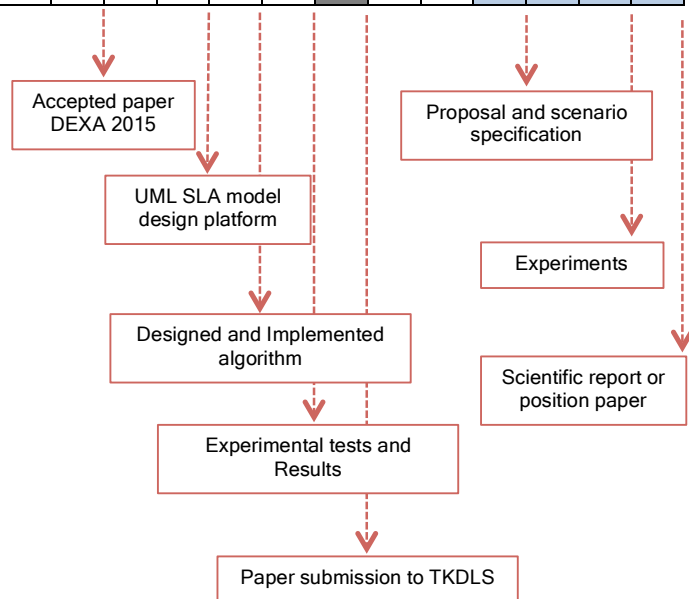 Accepted paper
DEXA 2015
Proposal and scenario
specification
UML SLA model
design platform
Experiments
Designed and Implemented
algorithm
Scientific report or
position paper
Experimental tests and
Results
Paper submission to TKDLS